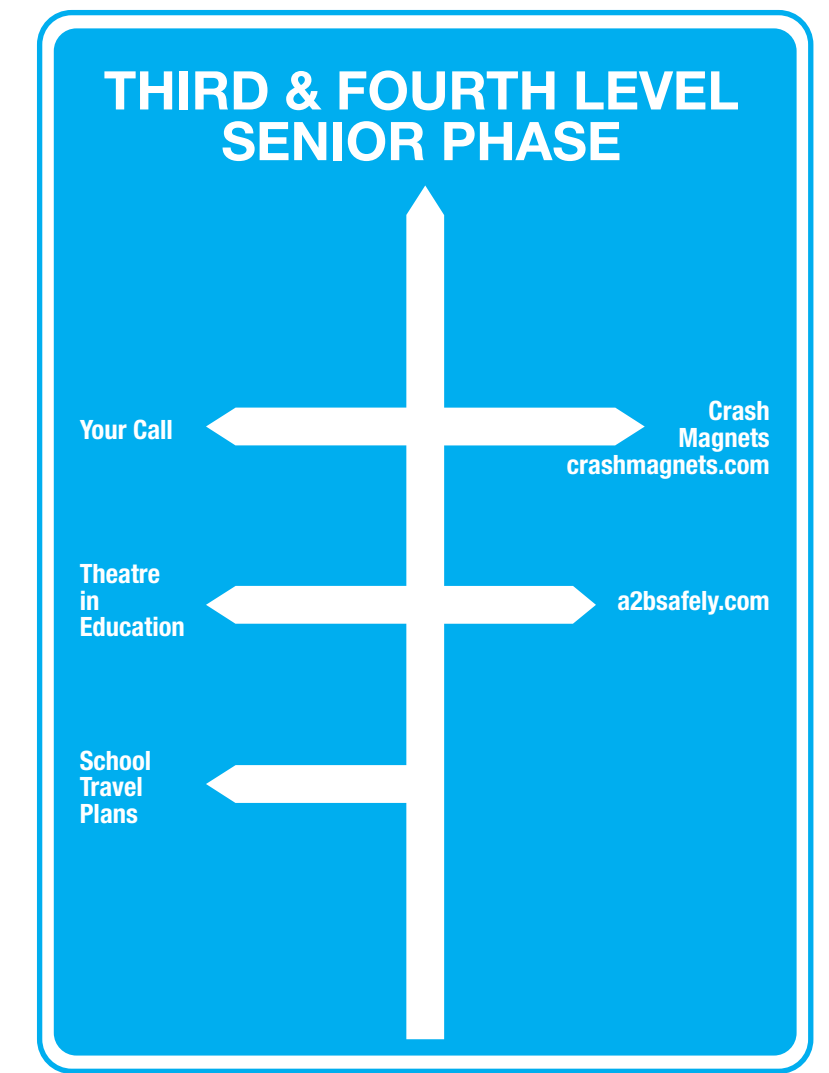 THIRD & FOURTH LEVEL
SENIOR PHASE
Your Call
Crash
Magnets
crashmagnets.com
Theatre
in
Education
a2bsafely.com
School
Travel
Plans